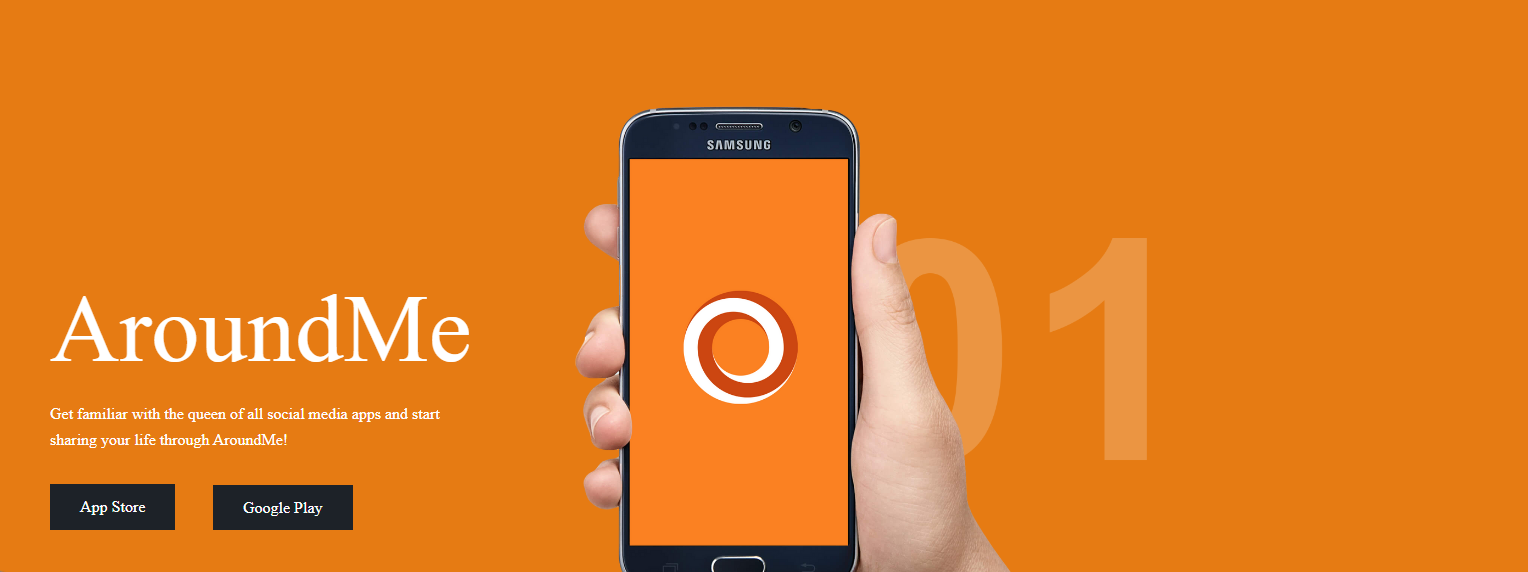 SAMSUNG
01
AroundMe
Get familiar with the queen of all social media apps and start
sharing your life through AroundMe!
App Store
Google Play